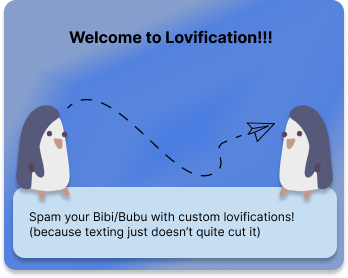 Welcome to Lovification!!!
Spam your Bibi/Bubu with custom lovifications!
(because texting just doesn’t quite cut it)